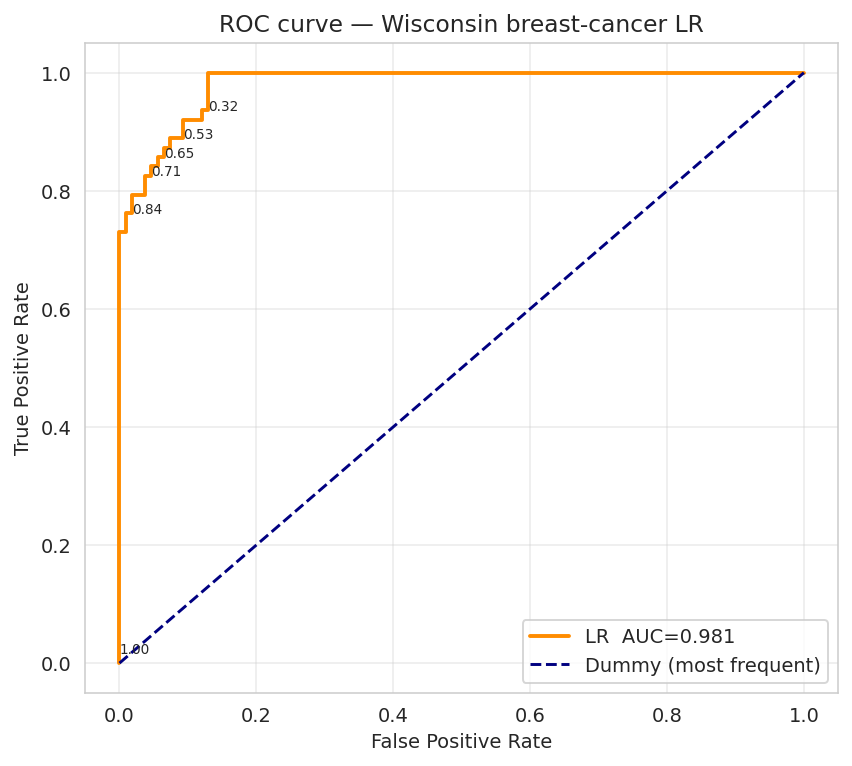 ROC curve — Wisconsin breast-cancer LR
True Positive Rate
1.0
0.8
0.6
0.4
0.2
0.0
0.32
0.53
0.65
0.71
0.84
1.00
LR  AUC=0.981
Dummy (most frequent)
0.0 0.2 0.4 0.6 0.8 1.0
False Positive Rate